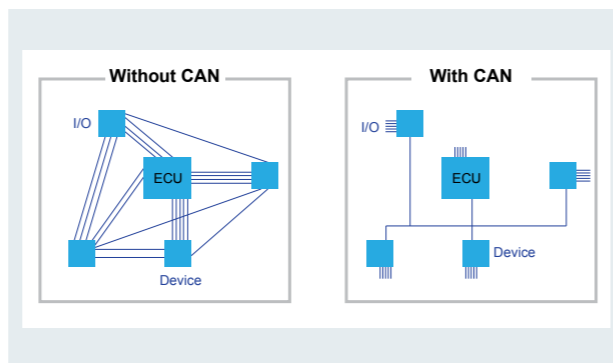 Without CAN
I/O
ECU
Device
With CAN
I/O
ECU
Device